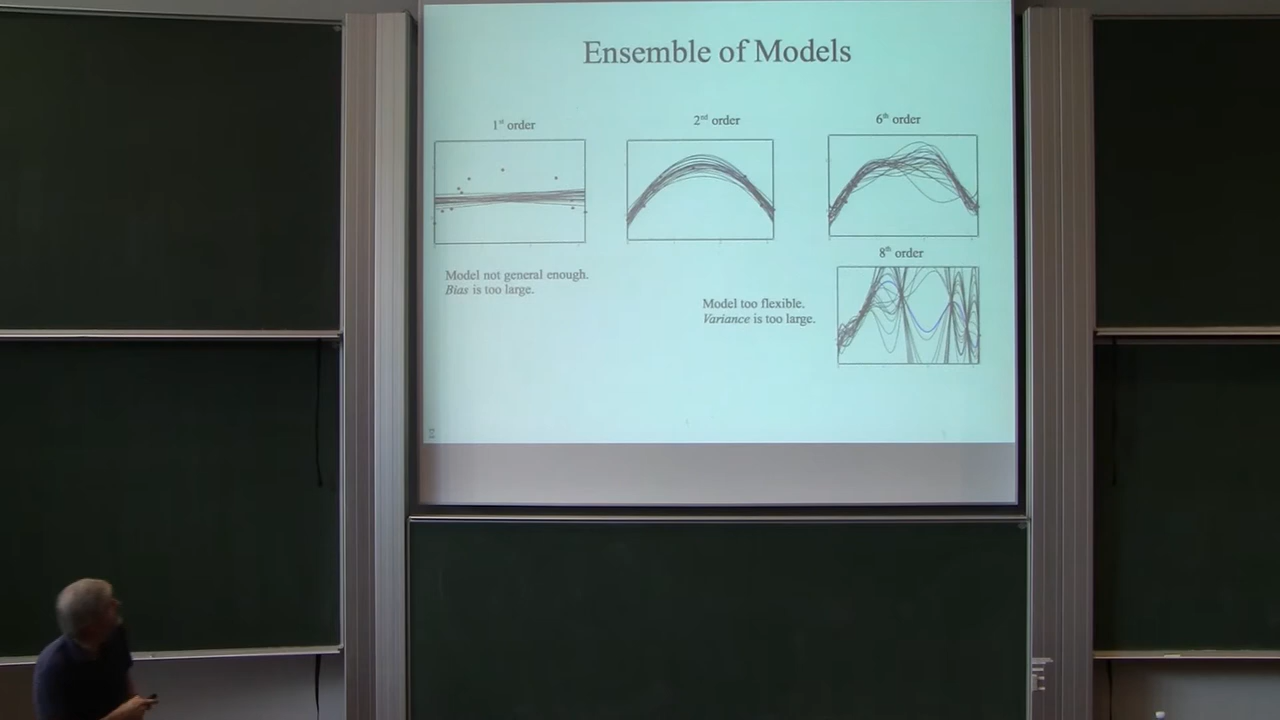 Ensemble of Models
1st order
2nd order
6th order
8th order
Model not general enough.
Bias is too large.
Model too flexible.
Variance is too large.